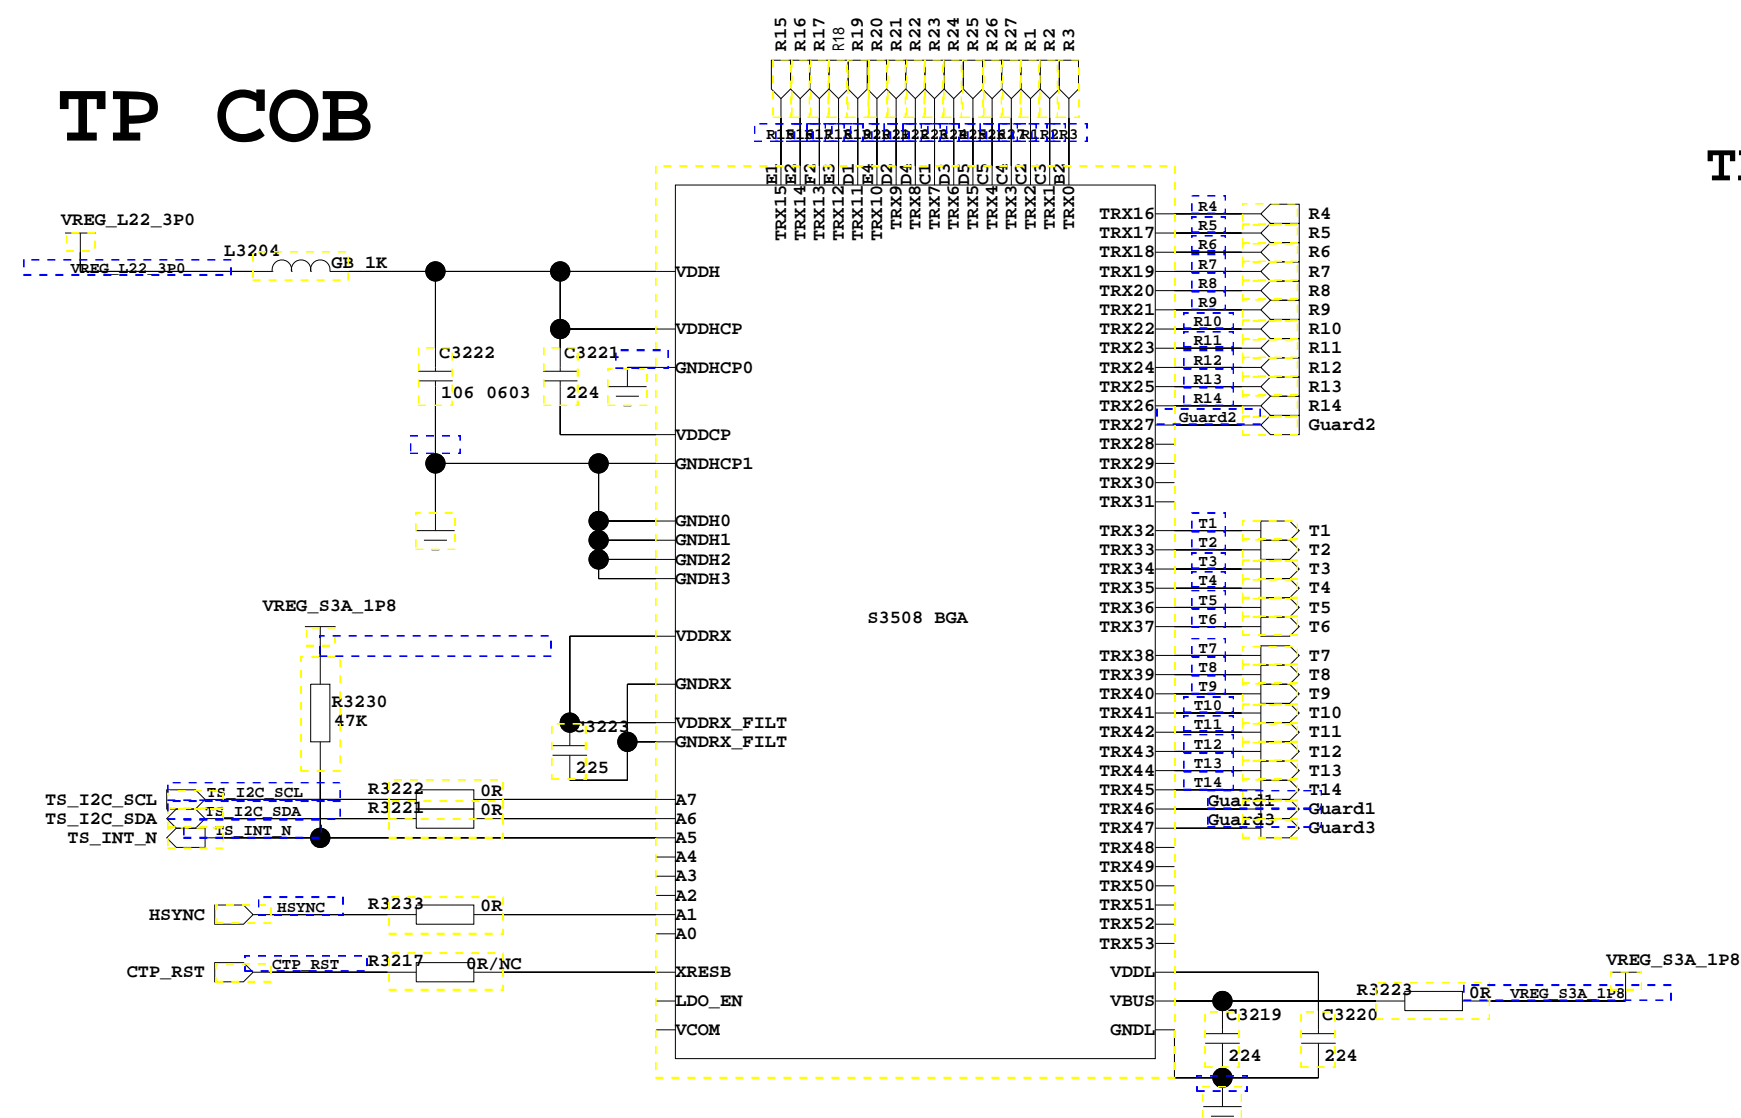 R15 R16 R17 R18 R19 R20 R21 R22 R23 R24 R25 R26 R27 R1 R2 R3
TP COB
E1 E2 F2 E3 D1 E4 D2 D4 C1 D3 D5 C5 C4 C2 C3 B2
TRX15 TRX14 TRX13 TRX12 TRX11 TRX10 TRX9 TRX8 TRX7 TRX6 TRX5 TRX4 TRX3 TRX2 TRX1 TRX0
VREG_L22_3P0
VREG_L22_3P0
L3204
GB 1K
VDDH
VDDHCP
C3222
106 0603
C3221
224
GNDHCP0
VDDCP
GNDHCP1
GNDH0
GNDH1
GNDH2
GNDH3
VREG_S3A_1P8
R3230
47K
VDDRX
GNDRX
VDDRX_FILT
GNDRX_FILT
C3223
225
S3508 BGA
TS_I2C_SCL TS_I2C_SCL R3222 0R A7
TS_I2C_SDA TS_I2C_SDA R3221 0R A6
TS_INT_N TS_INT_N A5
A4
A3
A2
HSYNC HSYNC R3233 0R A1
A0
CTP_RST CTP_RST R3217 0R/NC XRESB
LDO_EN
VCOM
TRX16 R4 R4
TRX17 R5 R5
TRX18 R6 R6
TRX19 R7 R7
TRX20 R8 R8
TRX21 R9 R9
TRX22 R10 R10
TRX23 R11 R11
TRX24 R12 R12
TRX25 R13 R13
TRX26 R14 R14
TRX27 Guard2 Guard2
TRX28
TRX29
TRX30
TRX31
TRX32 T1 T1
TRX33 T2 T2
TRX34 T3 T3
TRX35 T4 T4
TRX36 T5 T5
TRX37 T6 T6
TRX38 T7 T7
TRX39 T8 T8
TRX40 T9 T9
TRX41 T10 T10
TRX42 T11 T11
TRX43 T12 T12
TRX44 T13 T13
TRX45 T14 T14
TRX46 Guard1 Guard1
TRX47 Guard3 Guard3
TRX48
TRX49
TRX50
TRX51
TRX52
TRX53
VDDL
VBUS
GNDL
C3219
224
C3220
224
R3223 0R
VREG_S3A_1P8
VREG_S3A_1P8